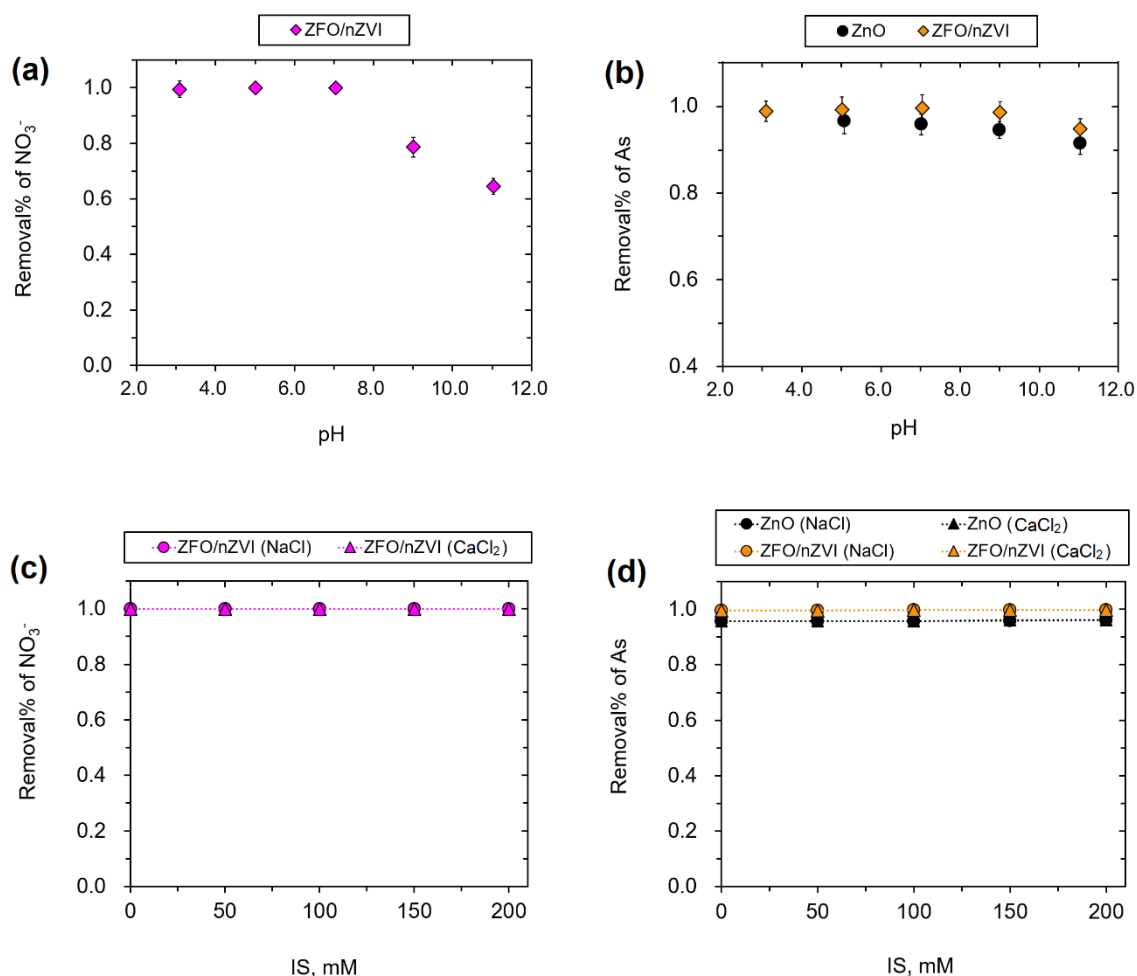 ZFO/nZVI
(a)
Removal% of NO₃⁻
1.0
0.8
0.6
0.4
0.2
0.0
2.0 4.0 6.0 8.0 10.0 12.0
pH
ZnO ZFO/nZVI
(b)
Removal% of As
1.0
0.8
0.6
0.4
2.0 4.0 6.0 8.0 10.0 12.0
pH
ZFO/nZVI (NaCl) ZFO/nZVI (CaCl₂)
(c)
Removal% of NO₃⁻
1.0
0.8
0.6
0.4
0.2
0.0
0 50 100 150 200
IS, mM
ZnO (NaCl) ZnO (CaCl₂)
ZFO/nZVI (NaCl) ZFO/nZVI (CaCl₂)
(d)
Removal% of As
1.0
0.8
0.6
0.4
0.2
0.0
0 50 100 150 200
IS, mM